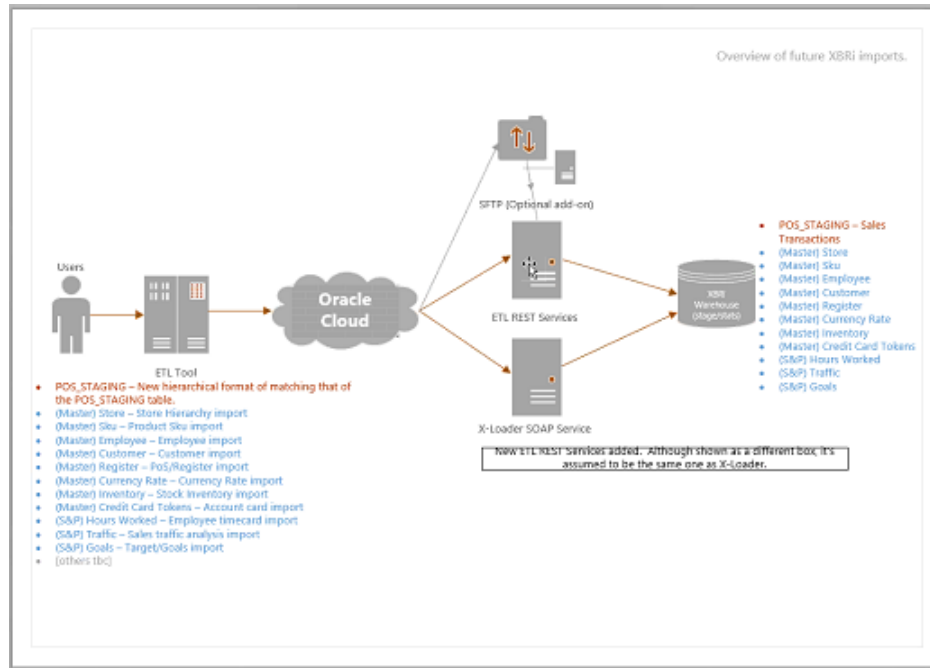 Overview of future XBRi imports.
SFTP (Optional add-on)
Users
ETL Tool
Oracle
Cloud
ETL REST Services
X-Loader SOAP Service
XBRi
Warehouse
(stage/stats)
• POS_STAGING – Sales
Transactions
• (Master) Store
• (Master) Sku
• (Master) Employee
• (Master) Customer
• (Master) Register
• (Master) Currency Rate
• (Master) Inventory
• (Master) Credit Card Tokens
• (S&P) Hours Worked
• (S&P) Traffic
• (S&P) Goals
• POS_STAGING – New hierarchical format of matching that of
the POS_STAGING table.
• (Master) Store – Store Hierarchy import
• (Master) Sku – Product Sku import
• (Master) Employee – Employee import
• (Master) Customer – Customer import
• (Master) Register – PoS/Register import
• (Master) Currency Rate – Currency Rate import
• (Master) Inventory – Stock Inventory import
• (Master) Credit Card Tokens – Account card import
• (S&P) Hours Worked – Employee timecard import
• (S&P) Traffic – Sales traffic analysis import
• (S&P) Goals – Target/Goals import
• (others tbc)
New ETL REST Services added. Although shown as a different box, it's
assumed to be the same one as X-Loader.